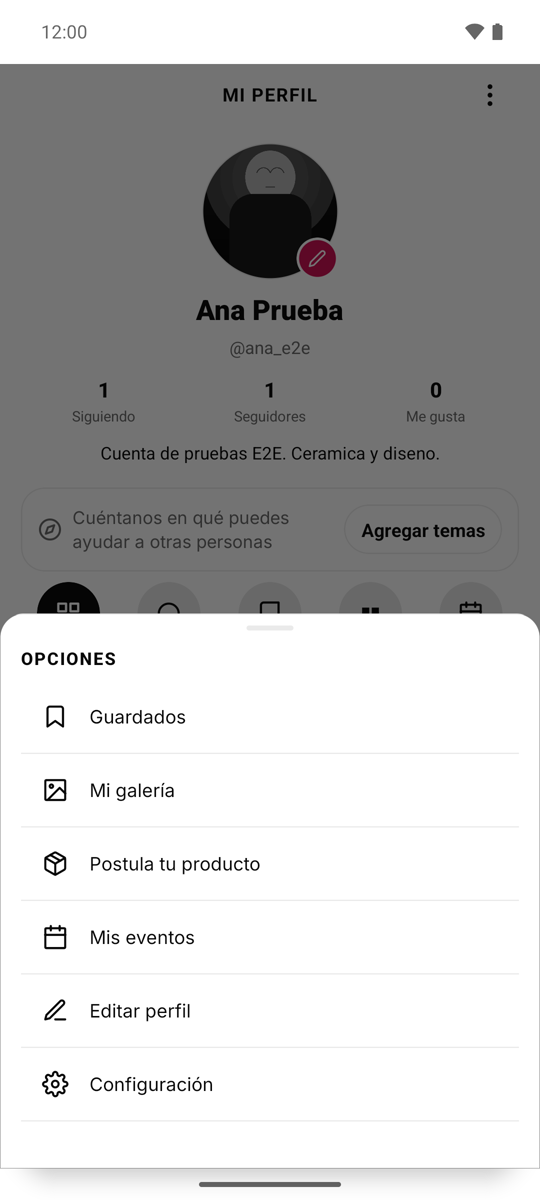 12:00
MI PERFIL
Ana Prueba
@ana_e2e
1 1 0
Siguiendo Seguidores Me gusta
Cuenta de pruebas E2E. Ceramica y diseno.
Cuéntanos en qué puedes
ayudar a otras personas
Agregar temas
OPCIONES
Guardados
Mi galería
Postula tu producto
Mis eventos
Editar perfil
Configuración